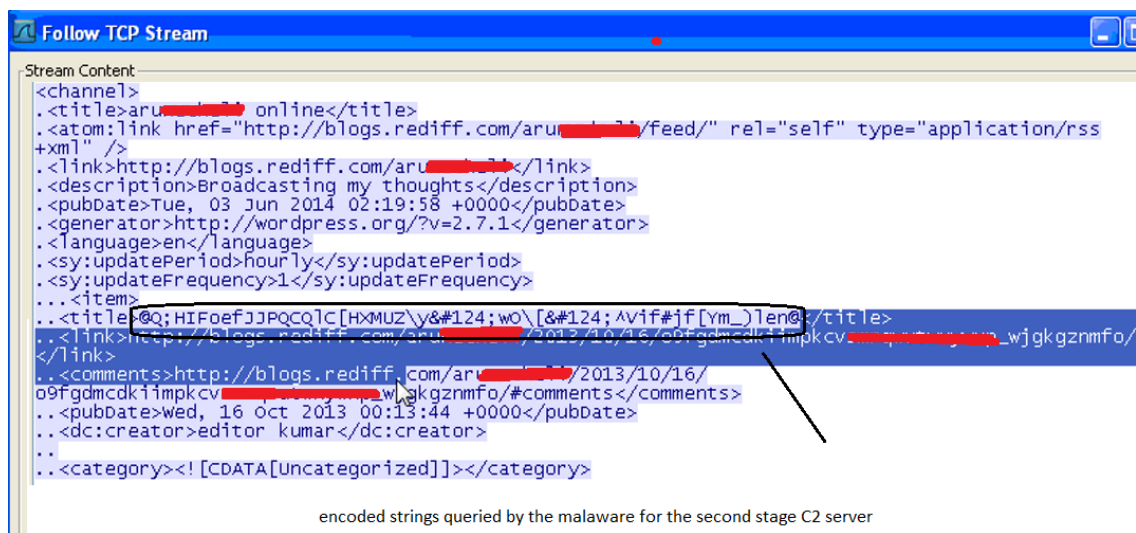 Follow TCP Stream
Stream Content
<channel>
.<title>aru online</title>
.<atom:link href="http://blogs.rediff.com/aru/feed/" rel="self" type="application/rss
+xml" />
.<link>http://blogs.rediff.com/aru</link>
.<description>Broadcasting my thoughts</description>
.<pubDate>Tue, 03 Jun 2014 02:19:58 +0000</pubDate>
.<generator>http://wordpress.org/?v=2.7.1</generator>
.<language>en</language>
.<sy:updatePeriod>hourly</sy:updatePeriod>
.<sy:updateFrequency>1</sy:updateFrequency>
...<item>
..<title>@Q;HIFoefJJPQCQlC[HXMUZ\y&#124;wO\[&#124;^Vif#jf[Ym_)len@</title>
..<link>http://blogs.rediff.com/aru/2013/10/16/o9fgdmcdkiimpkcv_wjgkgznmfo/
</link>
..<comments>http://blogs.rediff.com/aru/2013/10/16/
o9fgdmcdkiimpkcv gkgznmfo/#comments</comments>
..<pubDate>Wed, 16 Oct 2013 00:13:44 +0000</pubDate>
..<dc:creator>editor kumar</dc:creator>
..
..<category><![CDATA[Uncategorized]]></category>
encoded strings queried by the malaware for the second stage C2 server